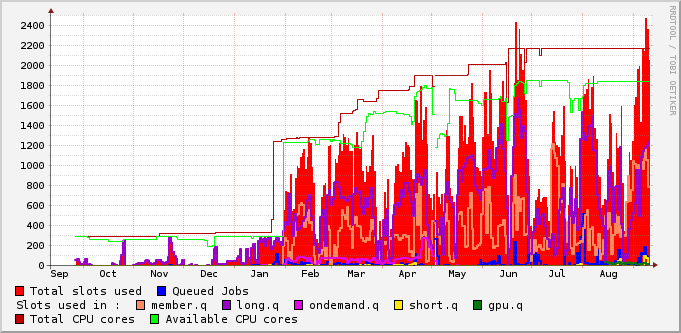 2400
2200
2000
1800
1600
1400
1200
1000
800
600
400
200
0
Sep Oct Nov Dec Jan Feb Mar Apr May Jun Jul Aug
Total slots used Queued Jobs
Slots used in : member.q long.q ondemand.q short.q gpu.q
Total CPU cores Available CPU cores
RRDTOOL / TOBI OETIKER